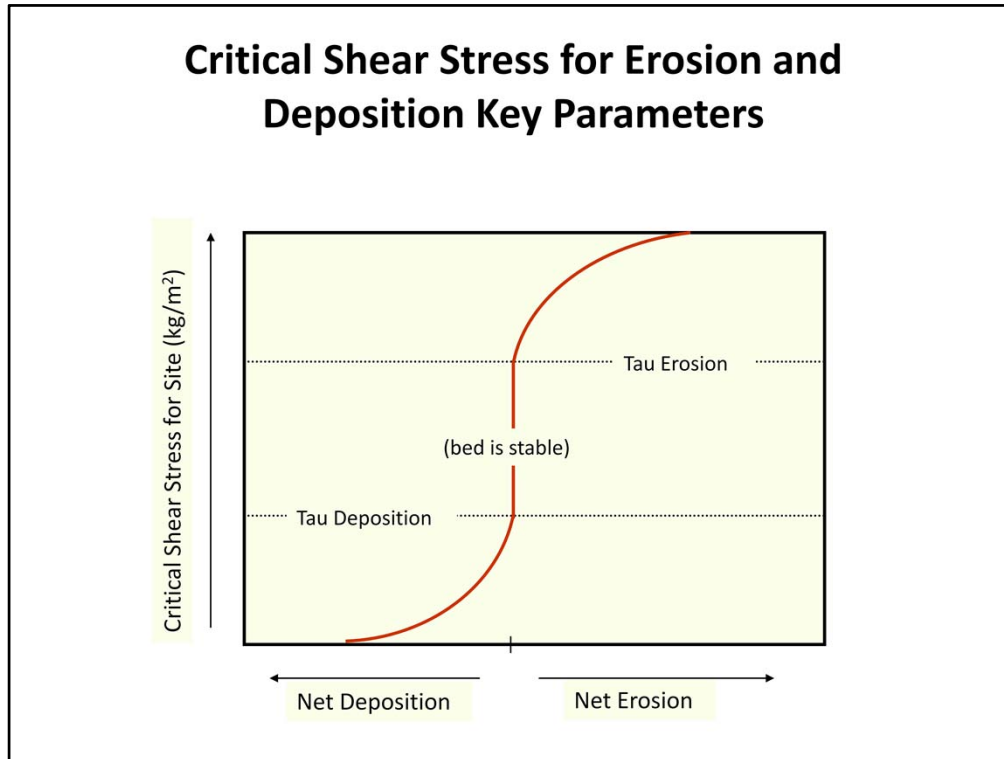 Critical Shear Stress for Erosion and
Deposition Key Parameters
Critical Shear Stress for Site (kg/m²)
Tau Erosion
(bed is stable)
Tau Deposition
Net Deposition
Net Erosion